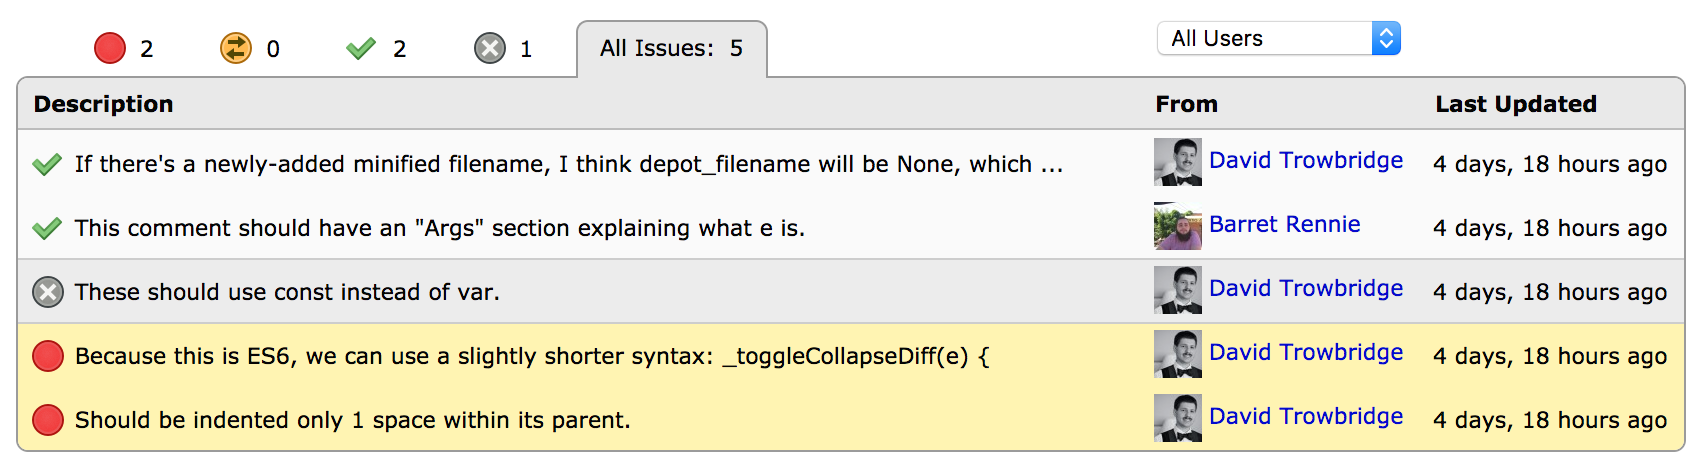 2 0 2 1 All Issues: 5 All Users
Description From Last Updated
If there's a newly-added minified filename, I think depot_filename will be None, which ... David Trowbridge 4 days, 18 hours ago
This comment should have an "Args" section explaining what e is. Barret Rennie 4 days, 18 hours ago
These should use const instead of var. David Trowbridge 4 days, 18 hours ago
Because this is ES6, we can use a slightly shorter syntax: _toggleCollapseDiff(e) { David Trowbridge 4 days, 18 hours ago
Should be indented only 1 space within its parent. David Trowbridge 4 days, 18 hours ago